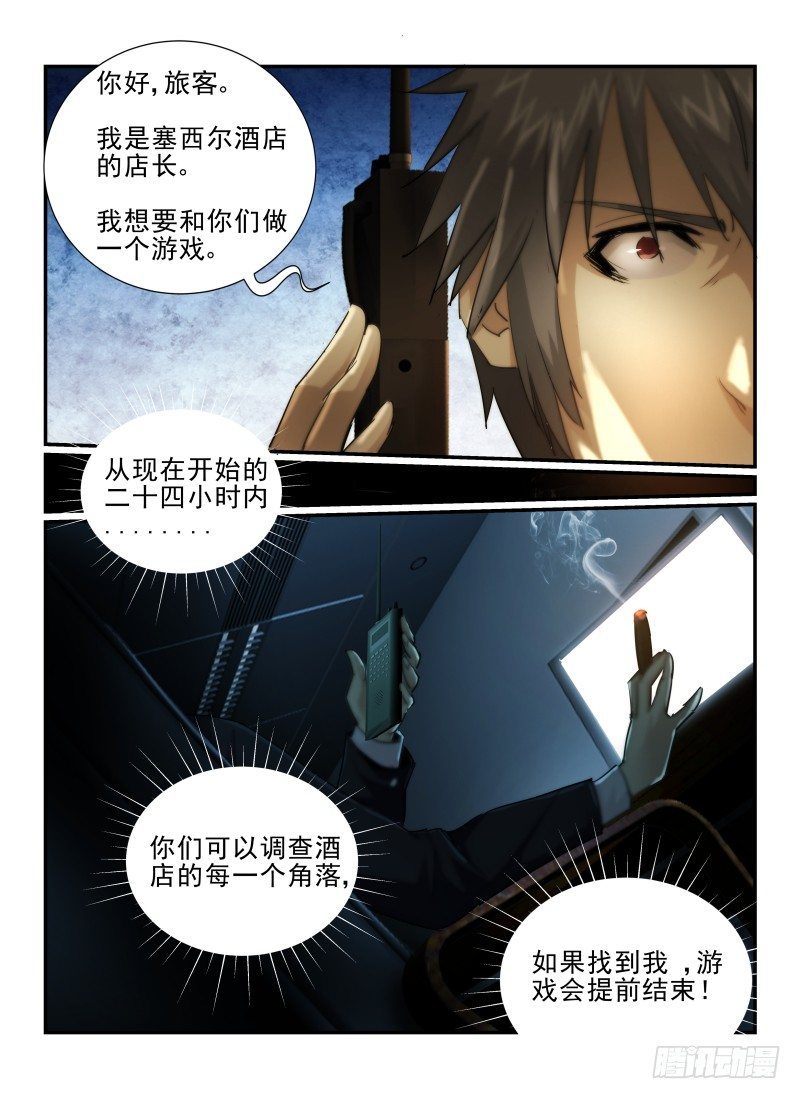 你好,旅客。
我是塞西尔酒店
的店长。
我想要和你们做
一个游戏。
从现在开始的
二十四小时内
........
你们可以调查酒
店的每一个角落,
如果找到我 ,游
戏会提前结束!
腾讯动漫